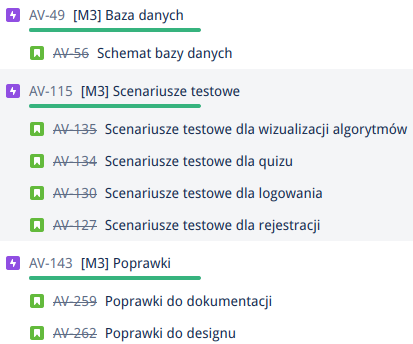 AV-49 [M3] Baza danych
AV-56 Schemat bazy danych
AV-115 [M3] Scenariusze testowe
AV-135 Scenariusze testowe dla wizualizacji algorytmów
AV-134 Scenariusze testowe dla quizu
AV-130 Scenariusze testowe dla logowania
AV-127 Scenariusze testowe dla rejestracji
AV-143 [M3] Poprawki
AV-259 Poprawki do dokumentacji
AV-262 Poprawki do designu